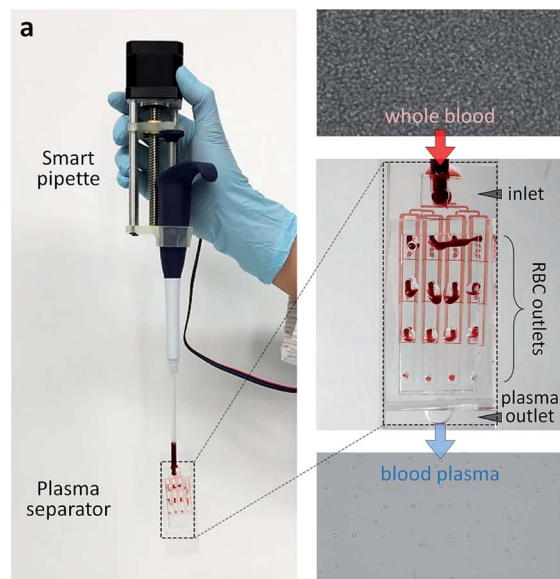 a
Smart
pipette
Plasma
separator
whole blood
inlet
RBC
outlets
plasma
outlet
blood plasma